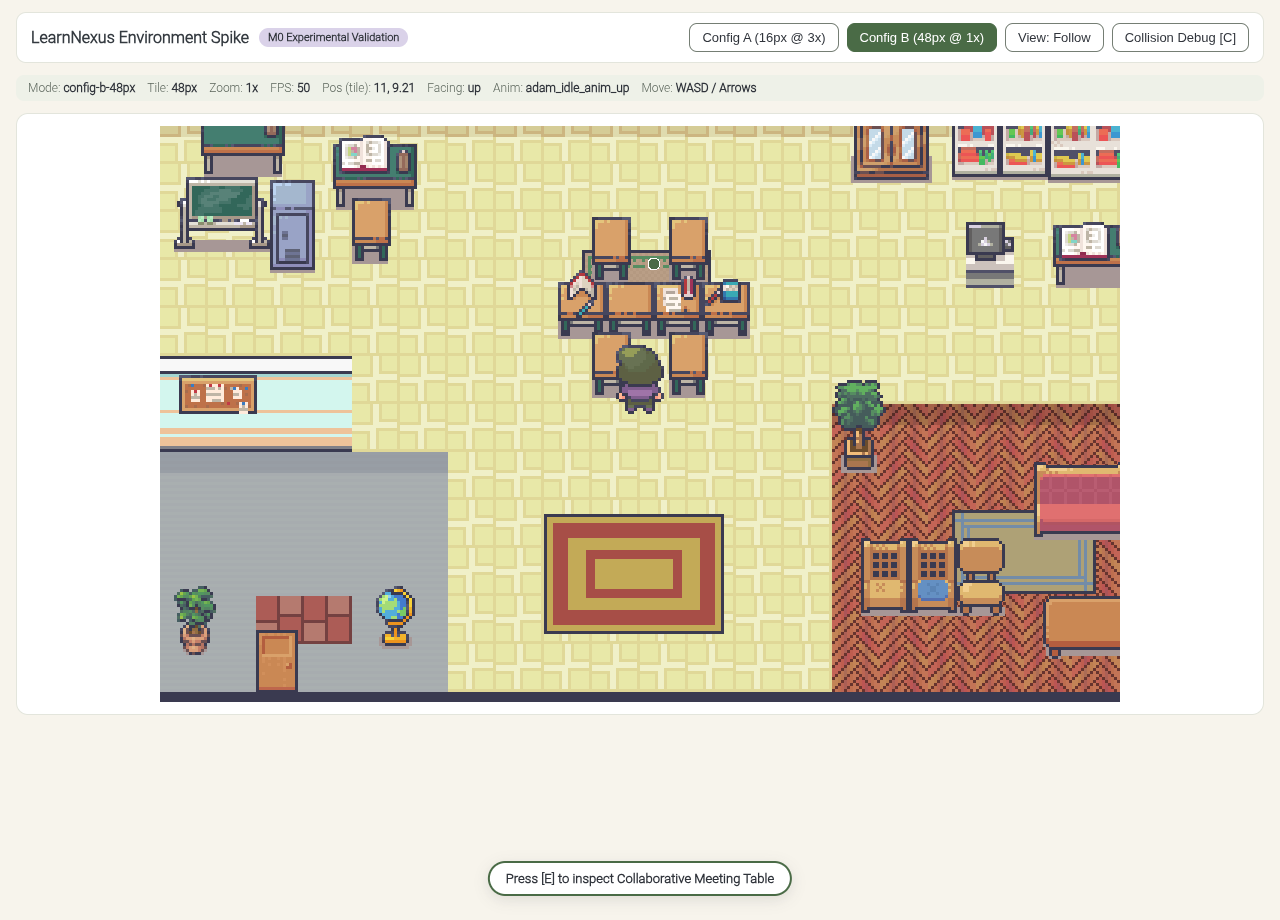 LearnNexus Environment Spike
M0 Experimental Validation
Config A (16px @ 3x)
Config B (48px @ 1x)
View: Follow
Collision Debug [C]
Mode: config-b-48px Tile: 48px Zoom: 1x FPS: 50 Pos (tile): 11, 9.21 Facing: up Anim: adam_idle_anim_up Move: WASD / Arrows
Press [E] to inspect Collaborative Meeting Table